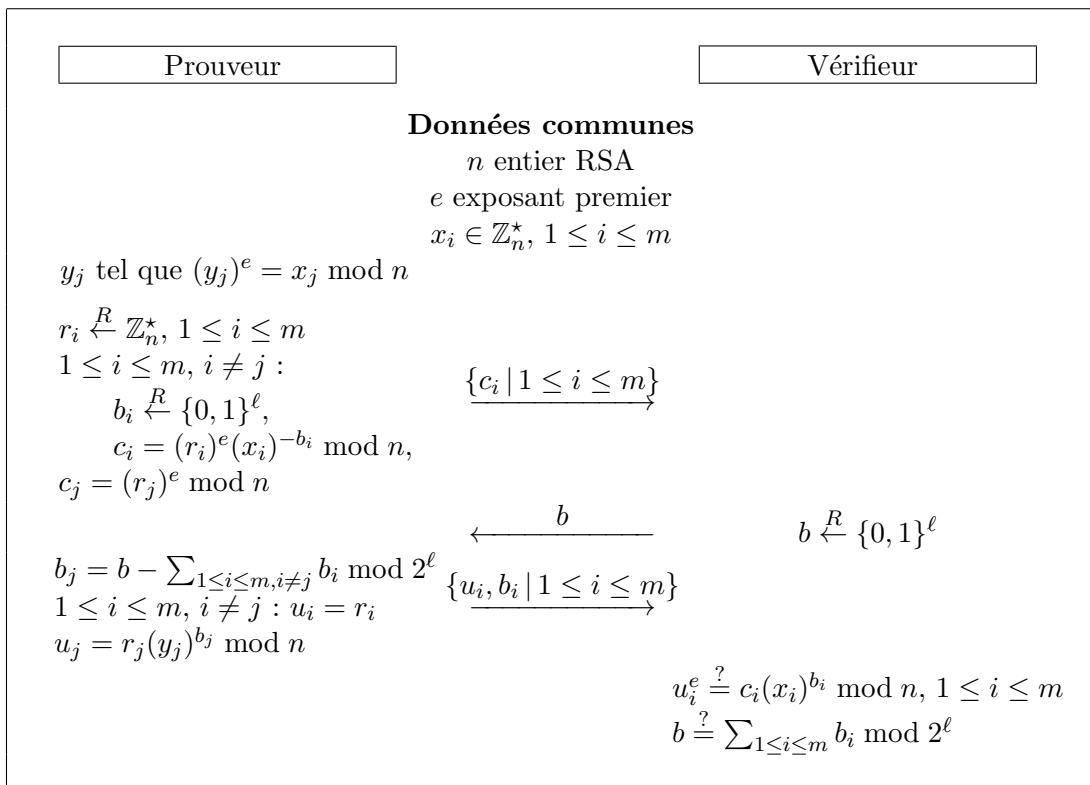 Prouveur
Vérifieur
Données communes
n entier RSA
e exposant premier
x_i ∈ ℤ_n^⋆, 1 ≤ i ≤ m
y_j tel que (y_j)^e = x_j mod n
r_i ←^R ℤ_n^⋆, 1 ≤ i ≤ m
1 ≤ i ≤ m, i ≠ j :
{c_i | 1 ≤ i ≤ m}
b_i ←^R {0, 1}^ℓ,
c_i = (r_i)^e(x_i)^{−b_i} mod n,
c_j = (r_j)^e mod n
b
b ←^R {0, 1}^ℓ
b_j = b − ∑_{1≤i≤m,i≠j} b_i mod 2^ℓ
{u_i, b_i | 1 ≤ i ≤ m}
1 ≤ i ≤ m, i ≠ j : u_i = r_i
u_j = r_j(y_j)^{b_j} mod n
u_i^e ≟ c_i(x_i)^{b_i} mod n, 1 ≤ i ≤ m
b ≟ ∑_{1≤i≤m} b_i mod 2^ℓ